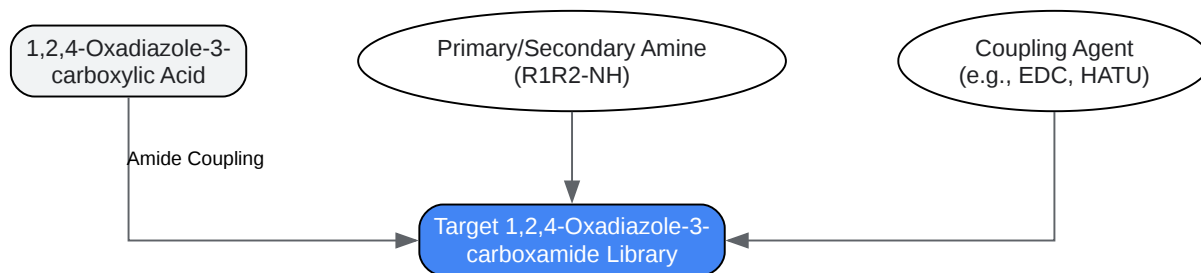 1,2,4-Oxadiazole-3-
carboxylic Acid
Primary/Secondary Amine
(R1R2-NH)
Coupling Agent
(e.g., EDC, HATU)
Amide Coupling
Target 1,2,4-Oxadiazole-3-
carboxamide Library